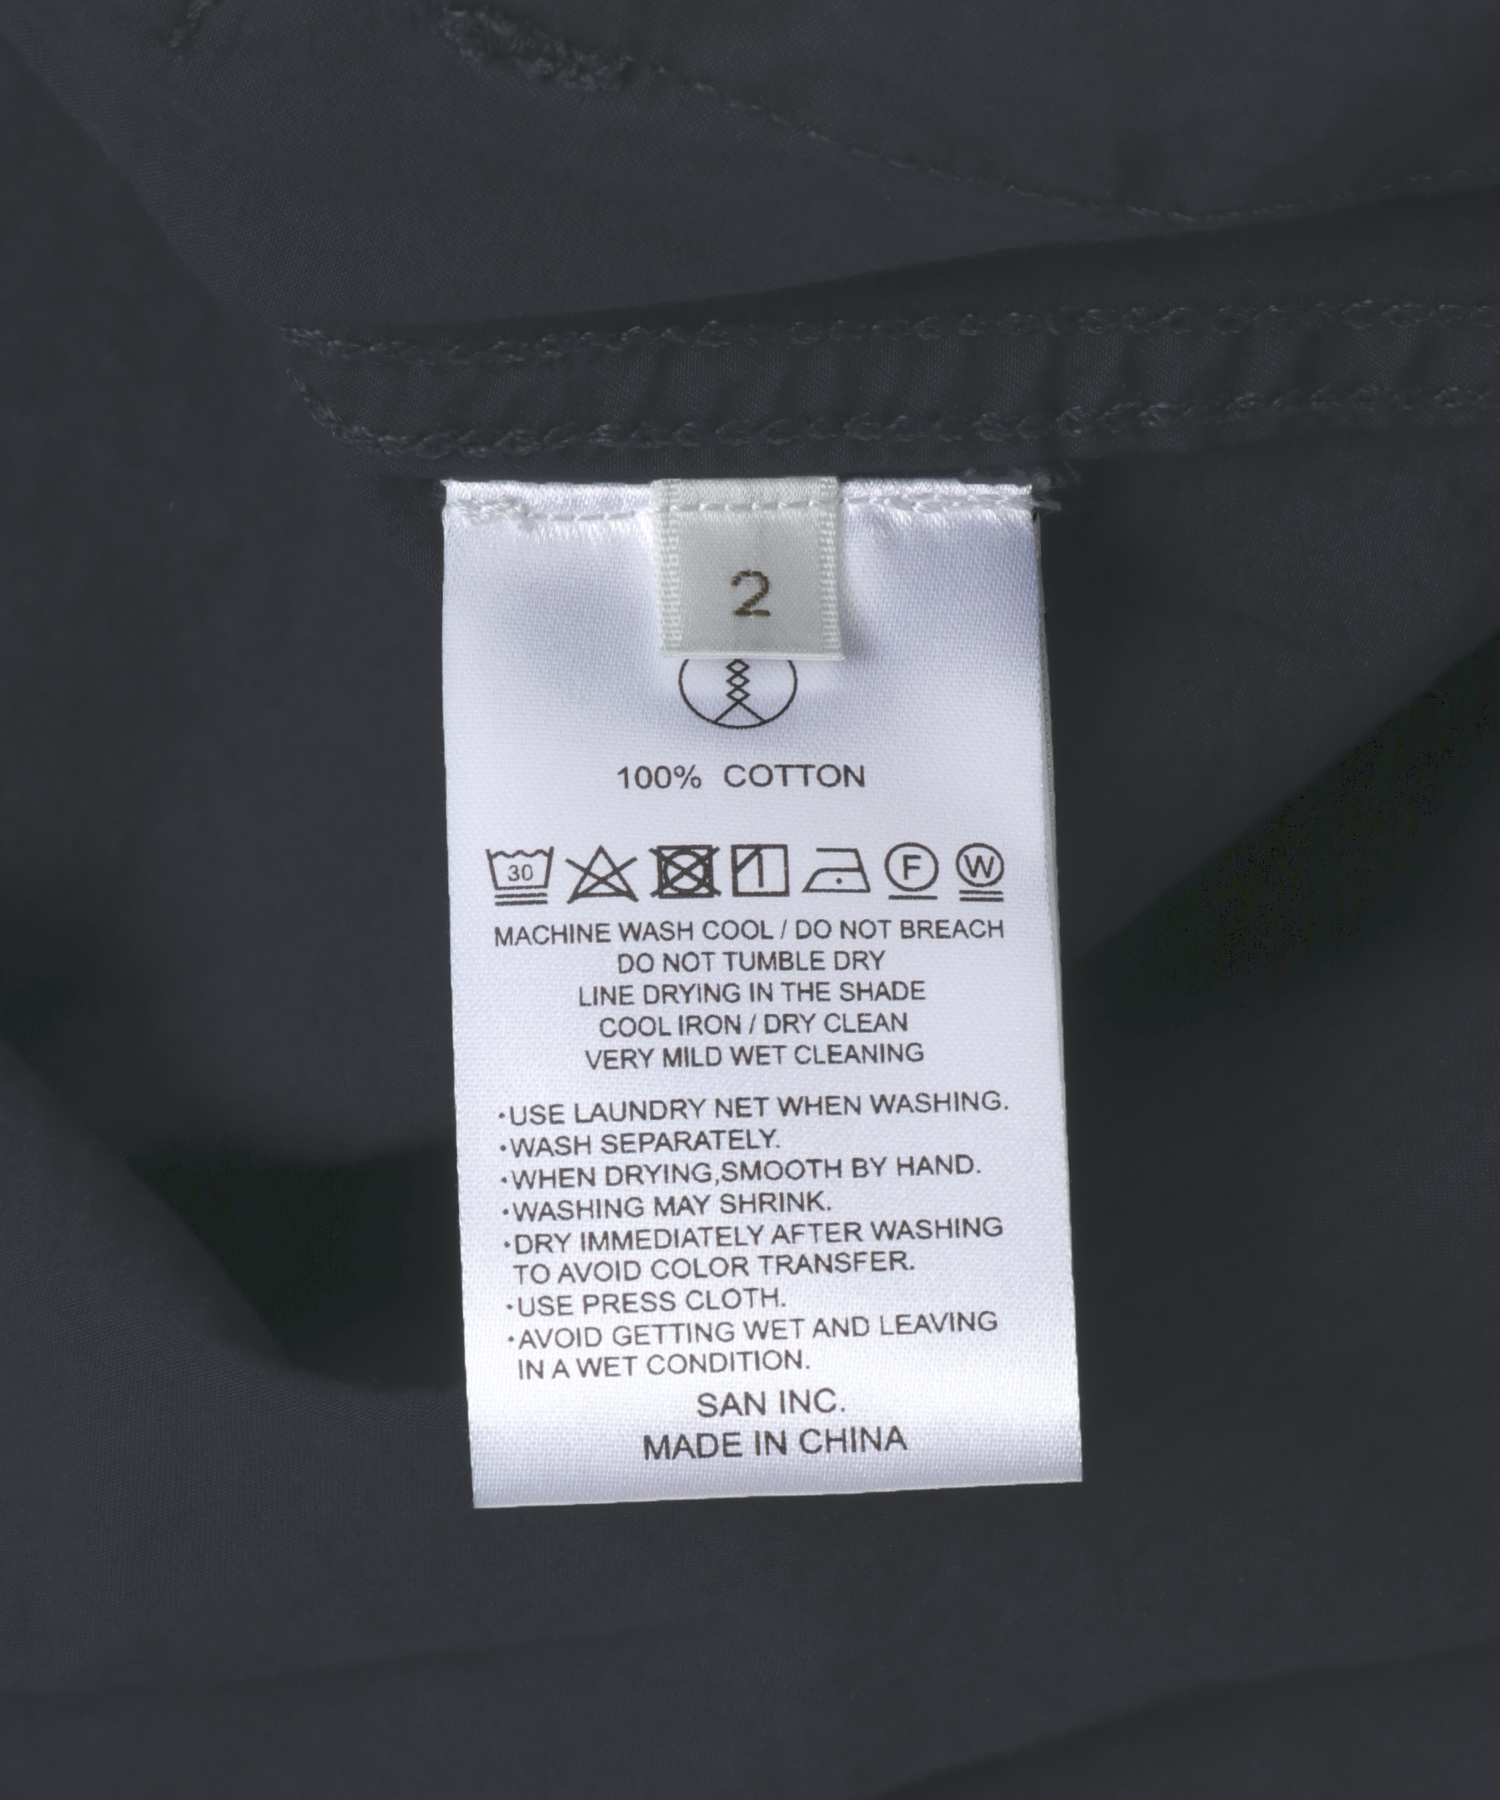 2
100% COTTON
30 F W
MACHINE WASH COOL / DO NOT BREACH
DO NOT TUMBLE DRY
LINE DRYING IN THE SHADE
COOL IRON / DRY CLEAN
VERY MILD WET CLEANING
・USE LAUNDRY NET WHEN WASHING.
・WASH SEPARATELY.
・WHEN DRYING,SMOOTH BY HAND.
・WASHING MAY SHRINK.
・DRY IMMEDIATELY AFTER WASHING
TO AVOID COLOR TRANSFER.
・USE PRESS CLOTH.
・AVOID GETTING WET AND LEAVING
IN A WET CONDITION.
SAN INC.
MADE IN CHINA